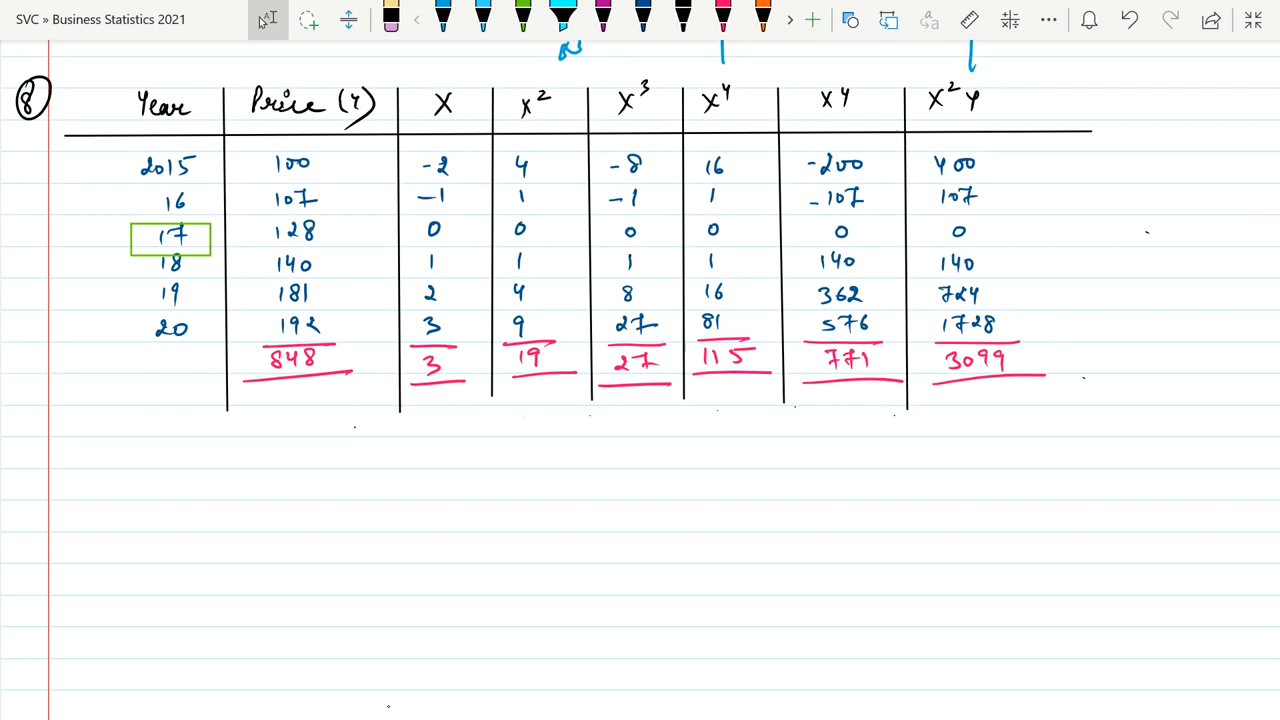 SVC » Business Statistics 2021
8
Year Price (Y) X X² X³ X⁴ XY X²Y
2015 100 -2 4 -8 16 -200 400
16 107 -1 1 -1 1 -107 107
17 128 0 0 0 0 0 0
18 140 1 1 1 1 140 140
19 181 2 4 8 16 362 724
20 192 3 9 27 81 576 1728
848 3 19 27 115 771 3099